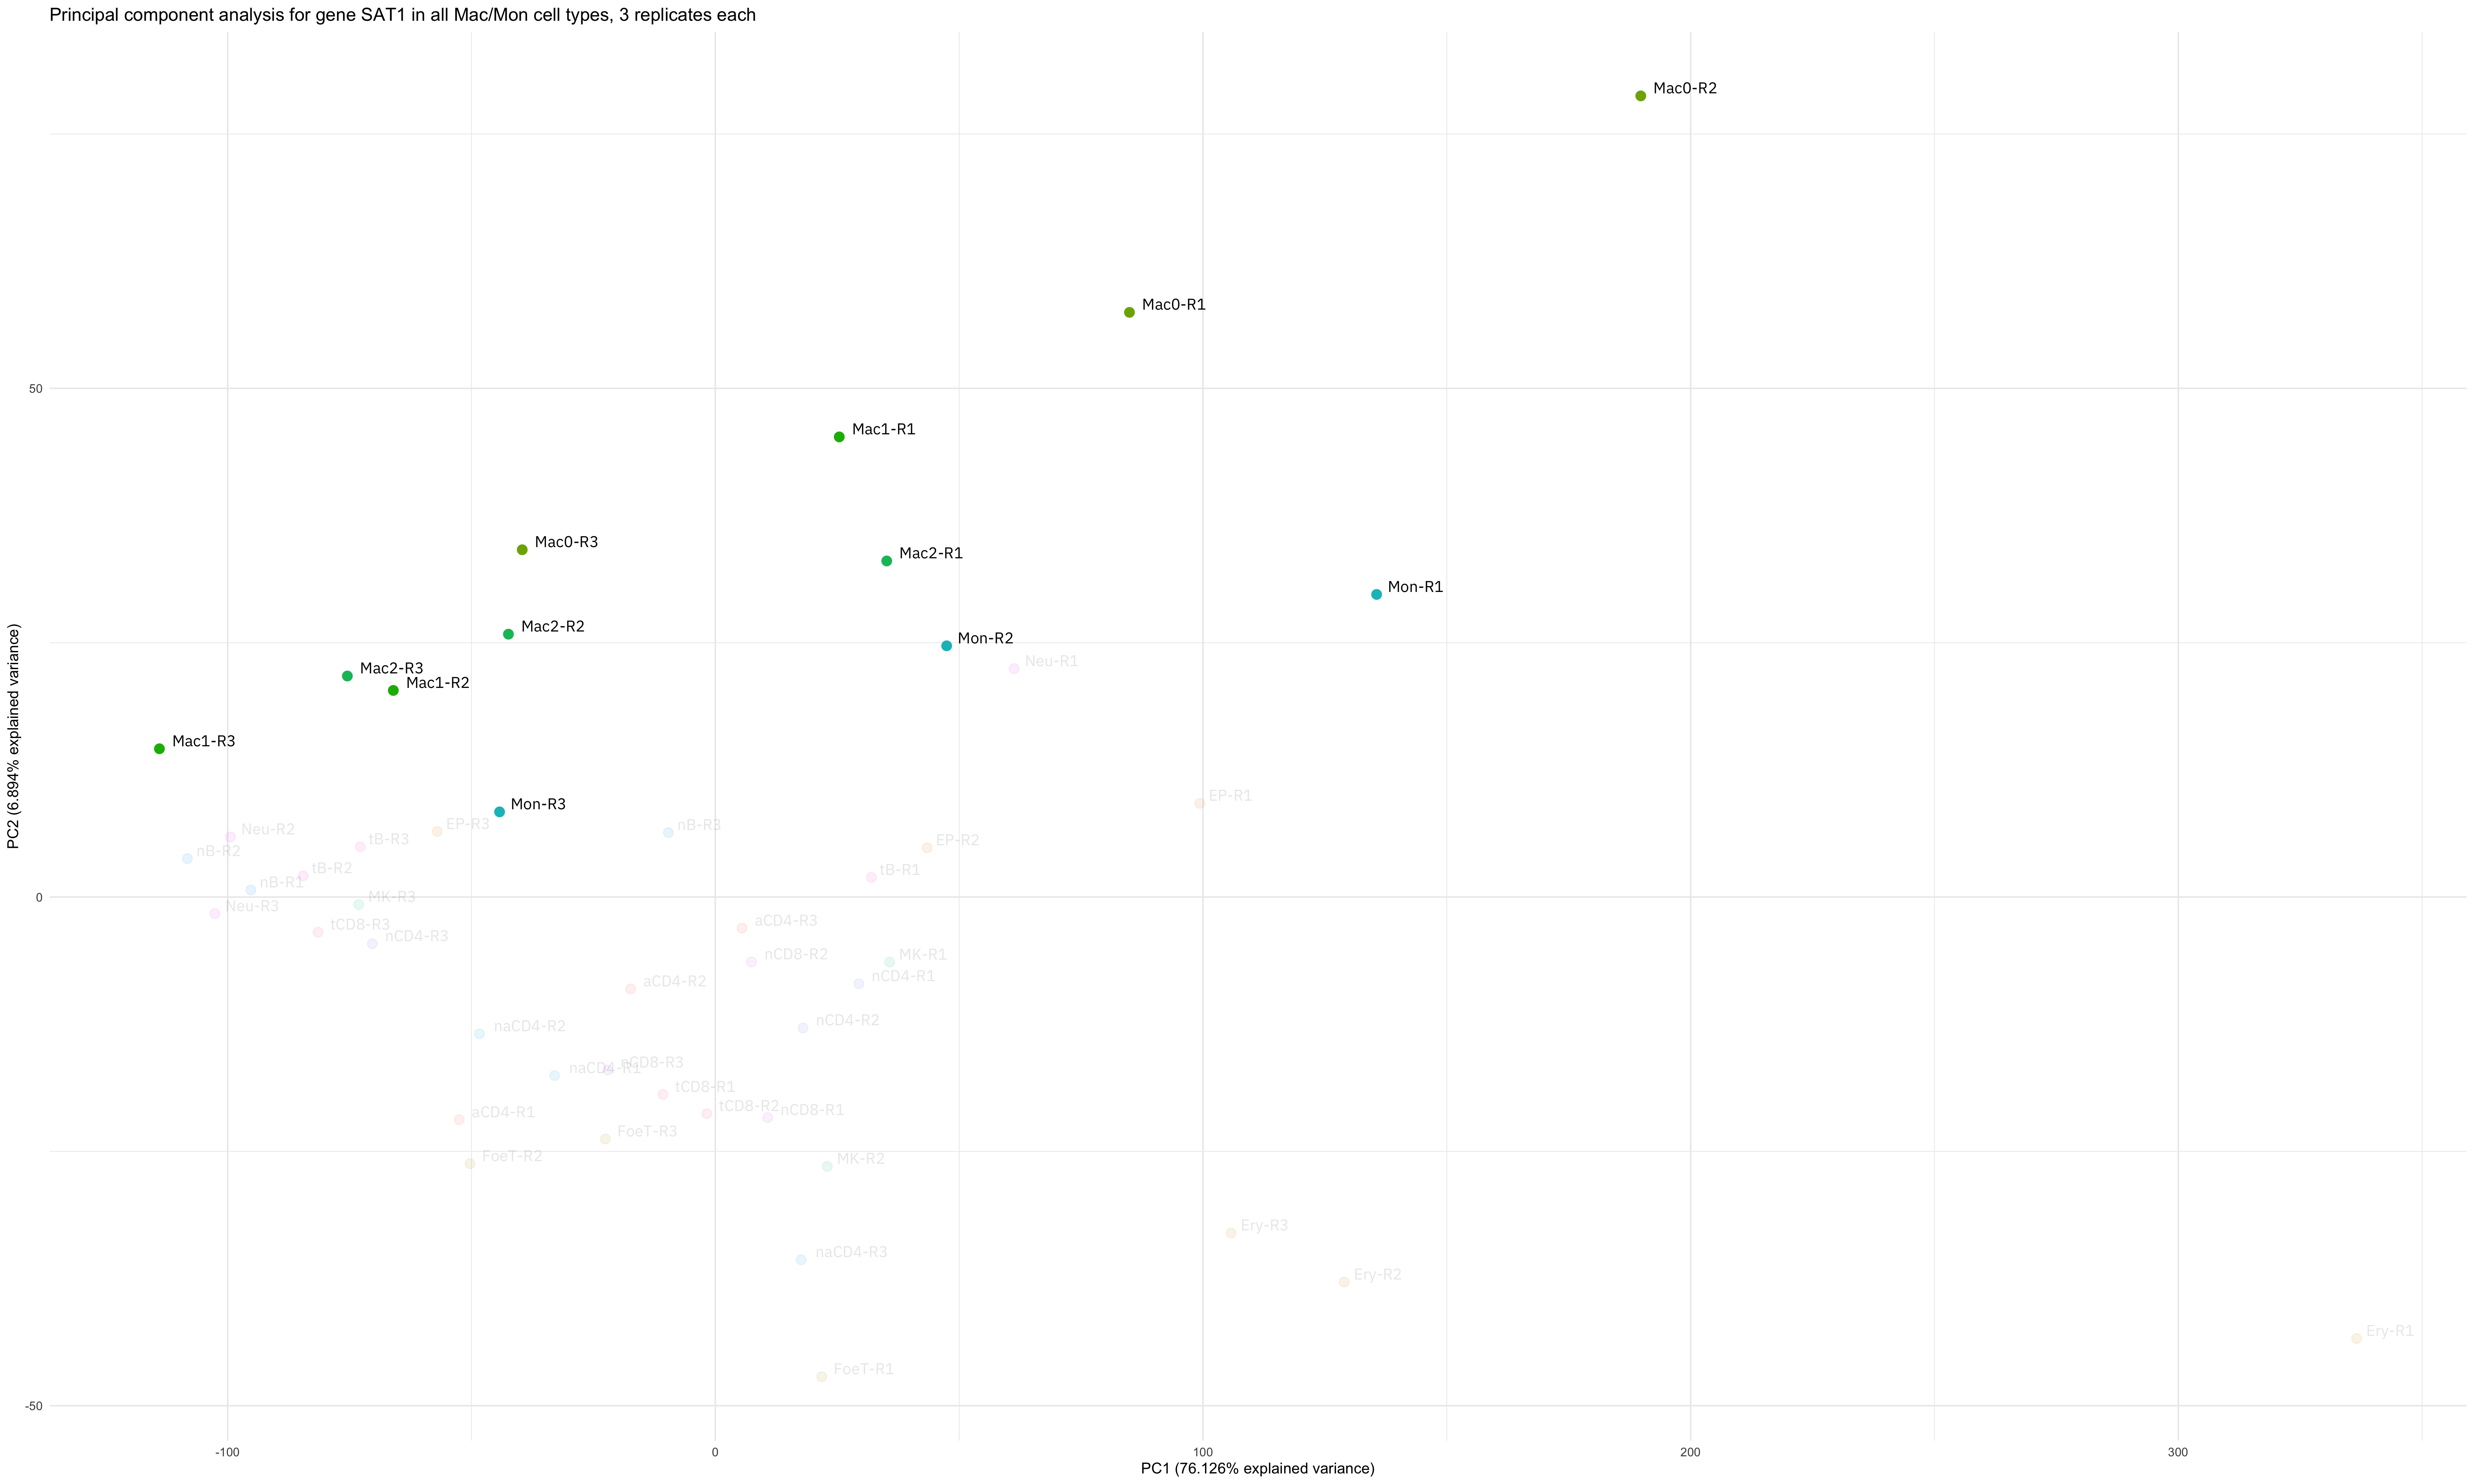 Principal component analysis for gene SAT1 in all Mac/Mon cell types, 3 replicates each
Mac0-R2
Mac0-R1
50
Mac1-R1
Mac0-R3
Mac2-R1
Mon-R1
Mac2-R2
Mon-R2
Neu-R1
Mac2-R3
Mac1-R2
Mac1-R3
PC2 (6.894% explained variance)
EP-R1
Mon-R3
EP-R3
nB-R3
Neu-R2
tB-R3
EP-R2
nB-R2
tB-R2
tB-R1
nB-R1
MK-R3
0
Neu-R3
aCD4-R3
tCD8-R3
nCD4-R3
nCD8-R2
MK-R1
nCD4-R1
aCD4-R2
nCD4-R2
naCD4-R2
nCD8-R3
naCD4-R1
tCD8-R1
tCD8-R2
nCD8-R1
aCD4-R1
FoeT-R3
FoeT-R2
MK-R2
Ery-R3
naCD4-R3
Ery-R2
Ery-R1
FoeT-R1
-50
-100
0
100
200
300
PC1 (76.126% explained variance)